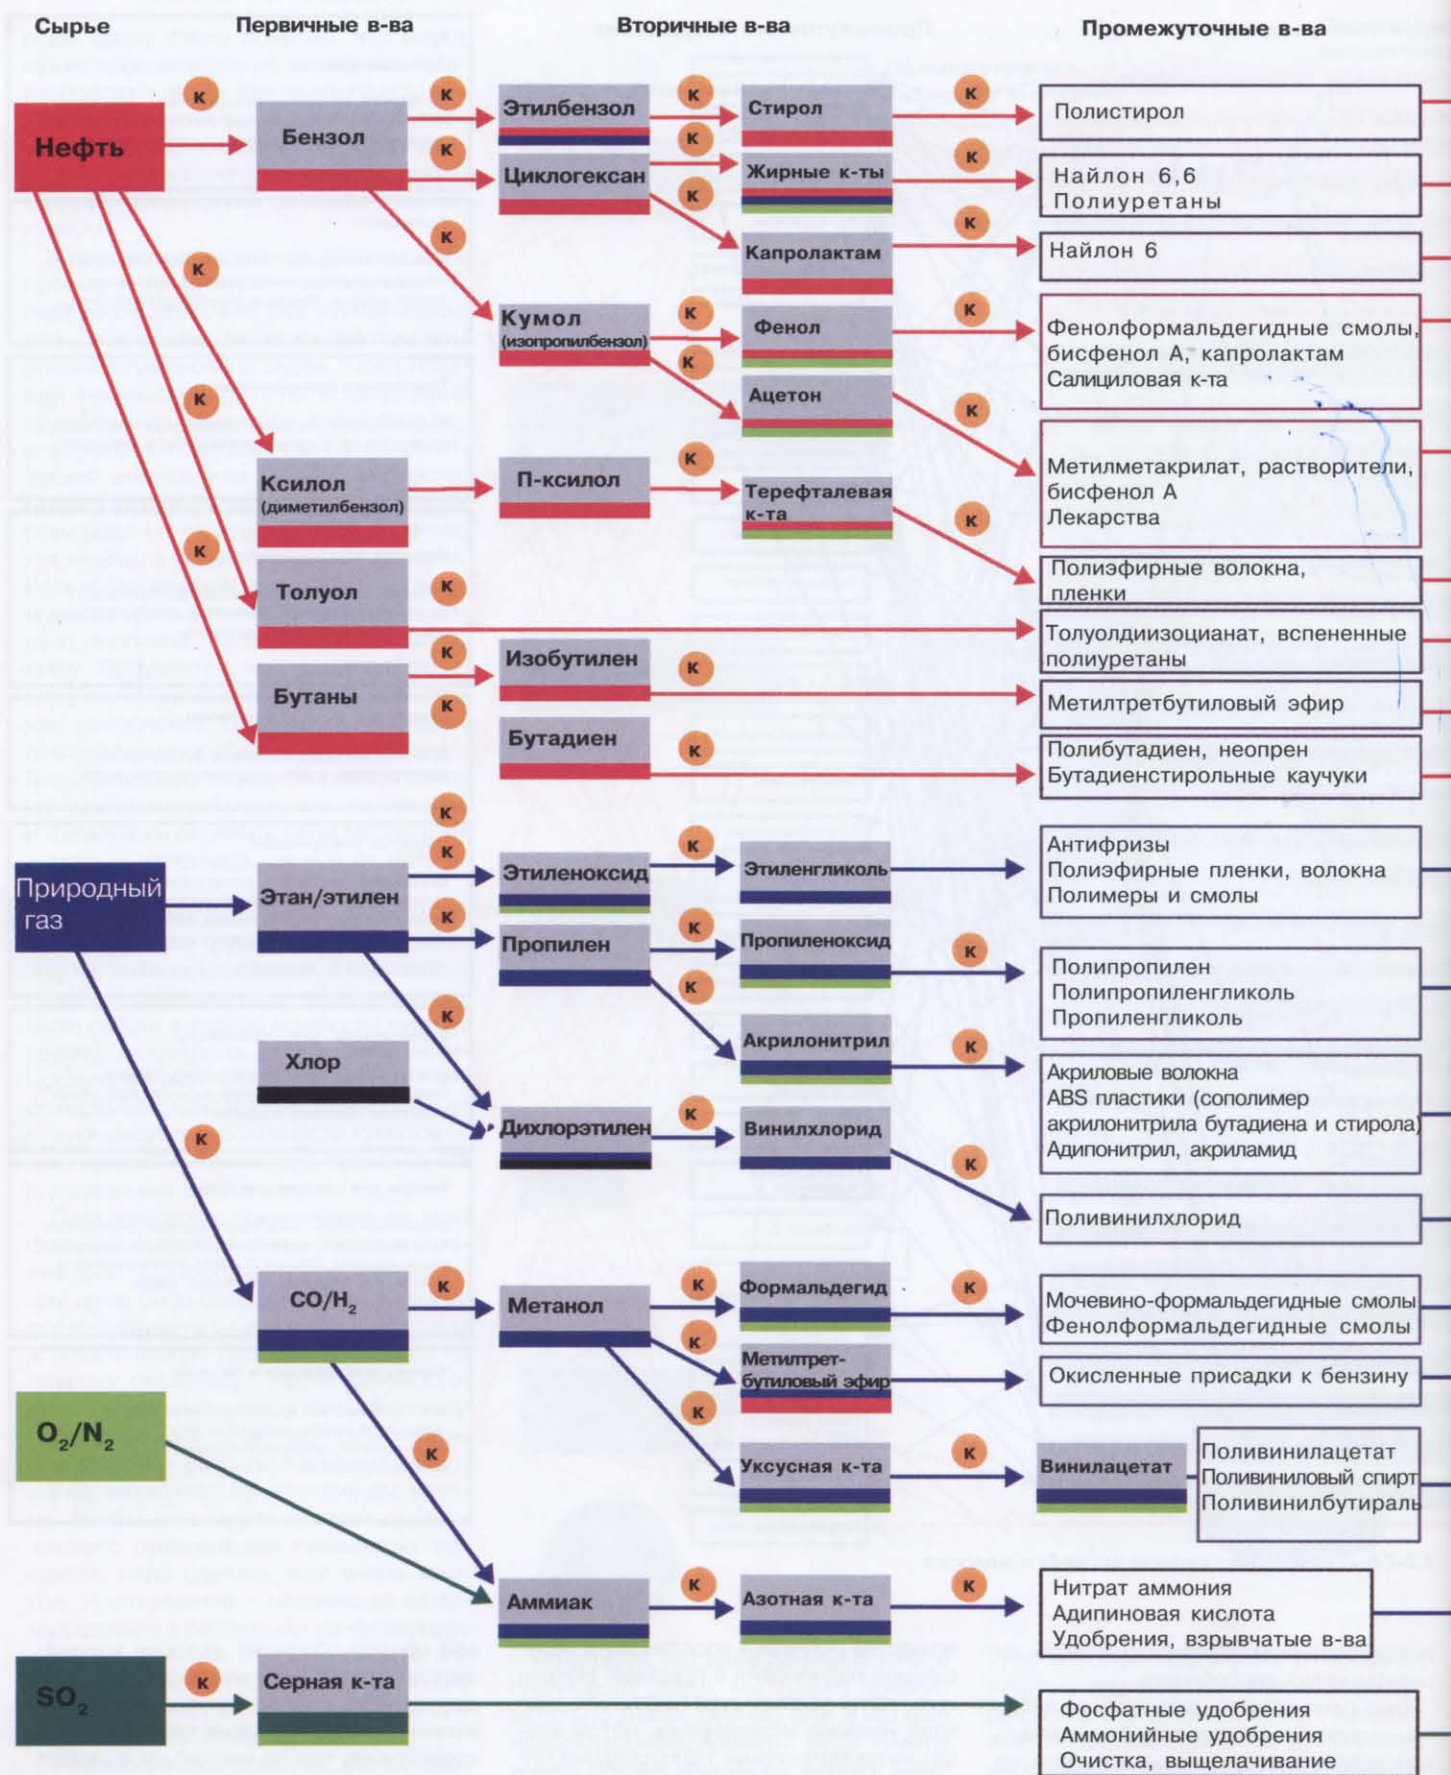 Сырье
Первичные в-ва
Вторичные в-ва
Промежуточные в-ва
Нефть
К
Бензол
К
К
К
Этилбензол
К
Стирол
К
Полистирол
Циклогексан
К
К
Жирные к-ты
К
Найлон 6,6
Полиуретаны
Капролактам
К
Найлон 6
К
Кумол
(изопропилбензол)
К
К
Фенол
К
Фенолформальдегидные смолы,
бисфенол А, капролактам
Салициловая к-та
Ацетон
К
Метилметакрилат, растворители,
бисфенол А
Лекарства
К
Ксилол
(диметилбензол)
П-ксилол
К
Терефталевая
к-та
К
Полиэфирные волокна,
пленки
К
Толуол
К
Толуолдиизоцианат, вспененные
полиуретаны
Бутаны
К
К
Изобутилен
К
Метилтретбутиловый эфир
Бутадиен
К
Полибутадиен, неопрен
Бутадиенстирольные каучуки
Природный
газ
Этан/этилен
К
К
К
К
Этиленоксид
К
Этиленгликоль
Антифризы
Полиэфирные пленки, волокна
Полимеры и смолы
Пропилен
К
К
Пропиленоксид
К
Полипропилен
Полипропиленгликоль
Пропиленгликоль
Акрилонитрил
К
Акриловые волокна
ABS пластики (сополимер
акрилонитрила бутадиена и стирола)
Адипонитрил, акриламид
Хлор
Дихлорэтилен
К
Винилхлорид
К
Поливинилхлорид
К
CO/H₂
К
Метанол
К
К
К
Формальдегид
К
Мочевино-формальдегидные смолы
Фенолформальдегидные смолы
Метилтрет-
бутиловый эфир
Окисленные присадки к бензину
O₂/N₂
К
Уксусная к-та
К
Винилацетат
Поливинилацетат
Поливиниловый спирт
Поливинилбутираль
Аммиак
К
Азотная к-та
К
Нитрат аммония
Адипиновая кислота
Удобрения, взрывчатые в-ва
SO₂
К
Серная к-та
Фосфатные удобрения
Аммонийные удобрения
Очистка, выщелачивание